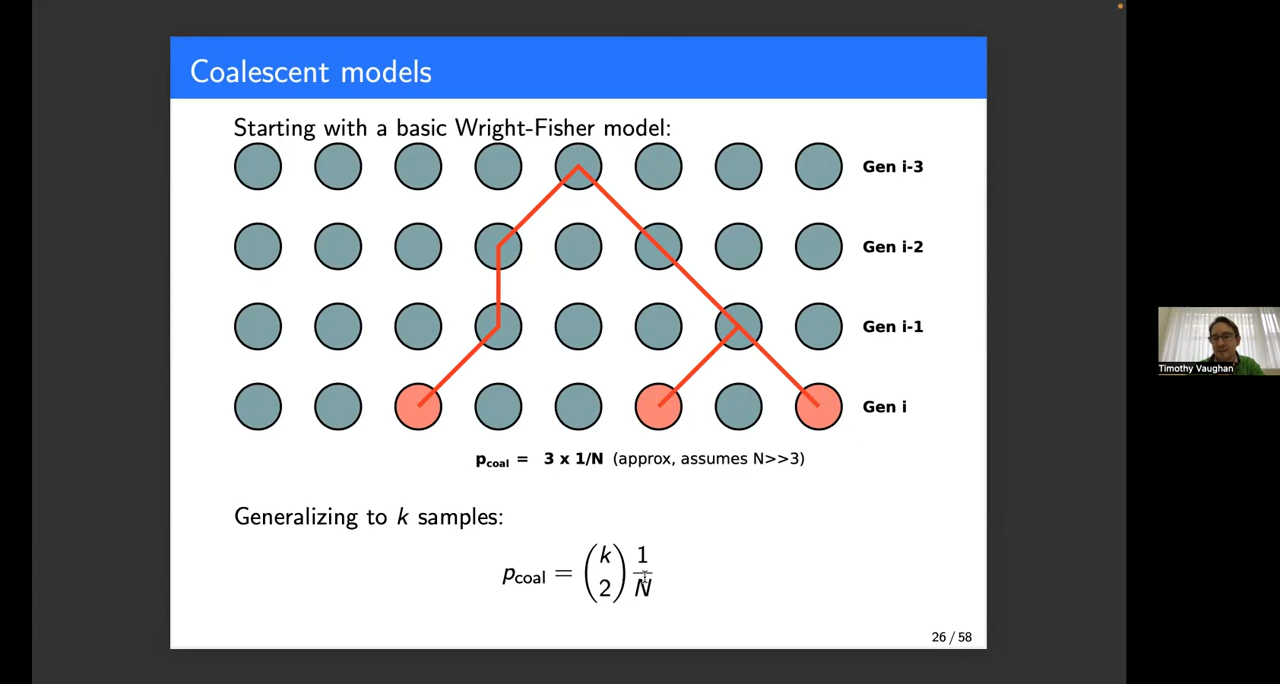 Coalescent models
Starting with a basic Wright-Fisher model:
Gen i-3
Gen i-2
Gen i-1
Gen i
p_coal = 3 x 1/N (approx, assumes N>>3)
Generalizing to k samples:
p_coal = (k 2) 1/N
26 / 58
Timothy Vaughan